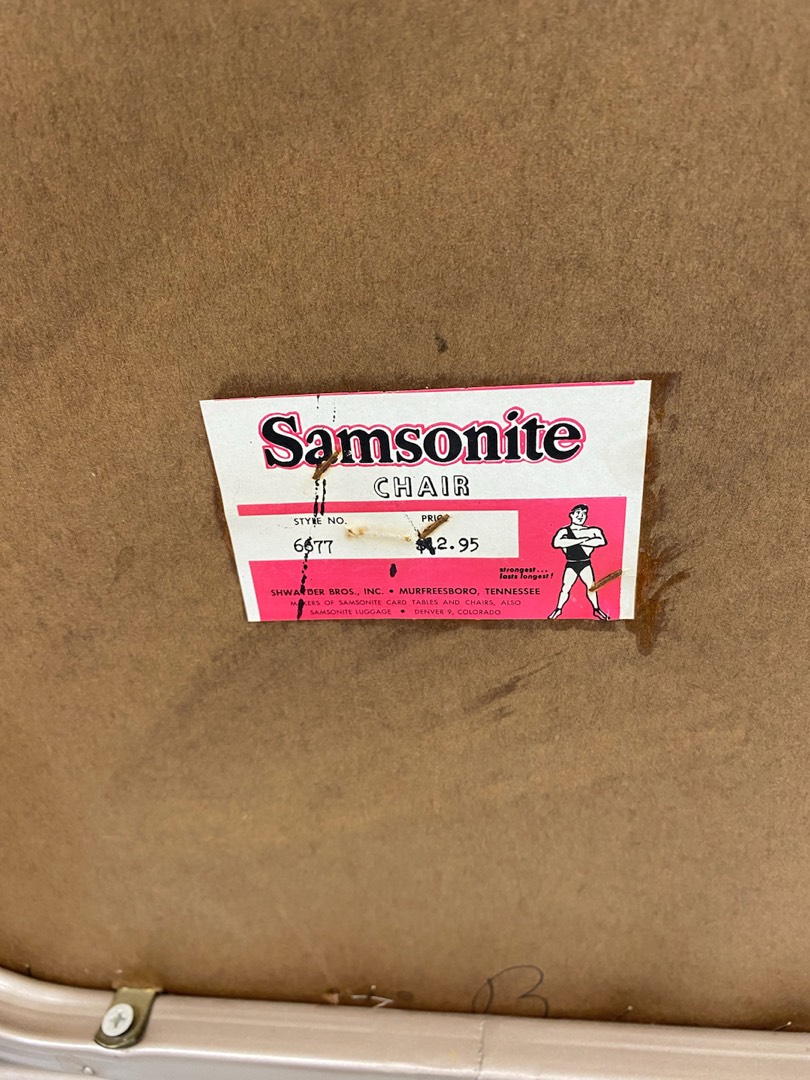 Samsonite
CHAIR
STYLE NO. PRICE
6677 $12.95
strongest...
lasts longest!
SHWAYDER BROS., INC. • MURFREESBORO, TENNESSEE
MAKERS OF SAMSONITE CARD TABLES AND CHAIRS, ALSO
SAMSONITE LUGGAGE • DENVER 9, COLORADO
B